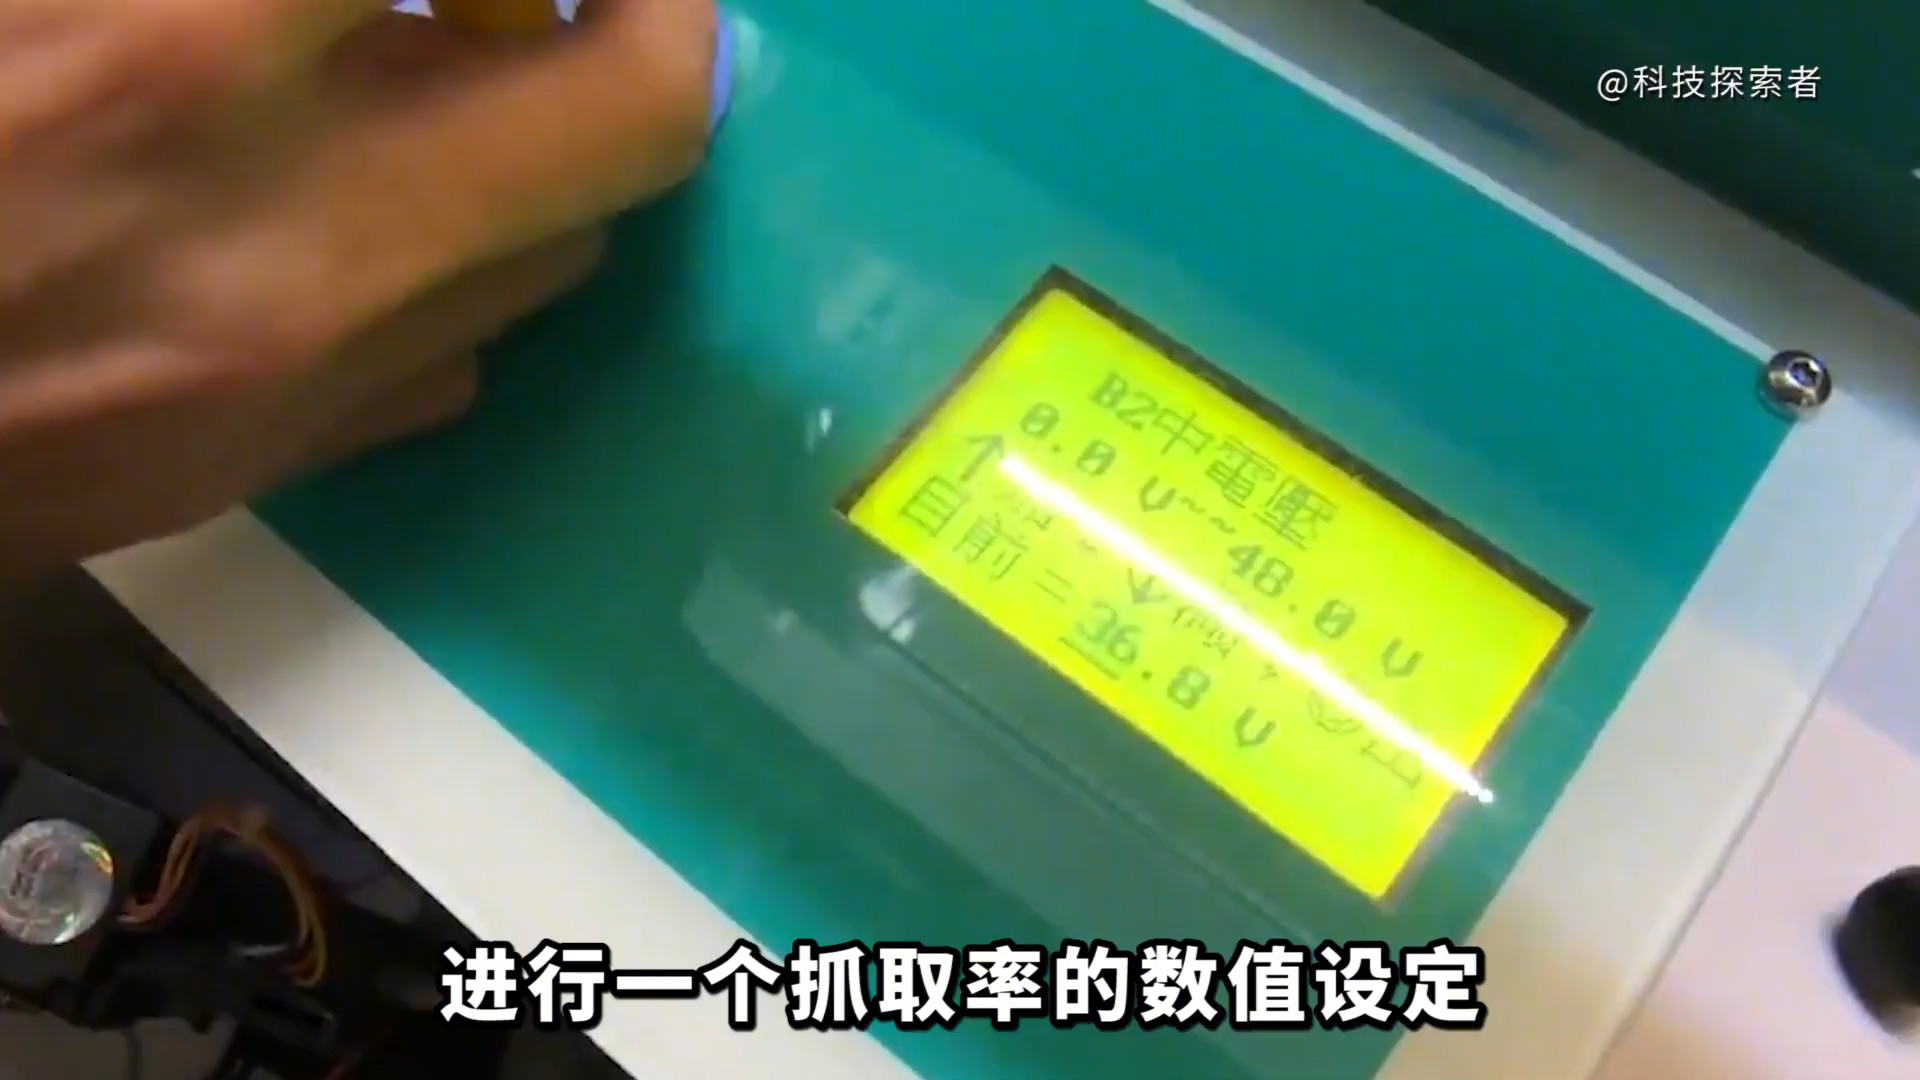 @科技探索者
BZ中電壓
0.0 V~~48.0 V
目前=36.8 V
进行一个抓取率的数值设定